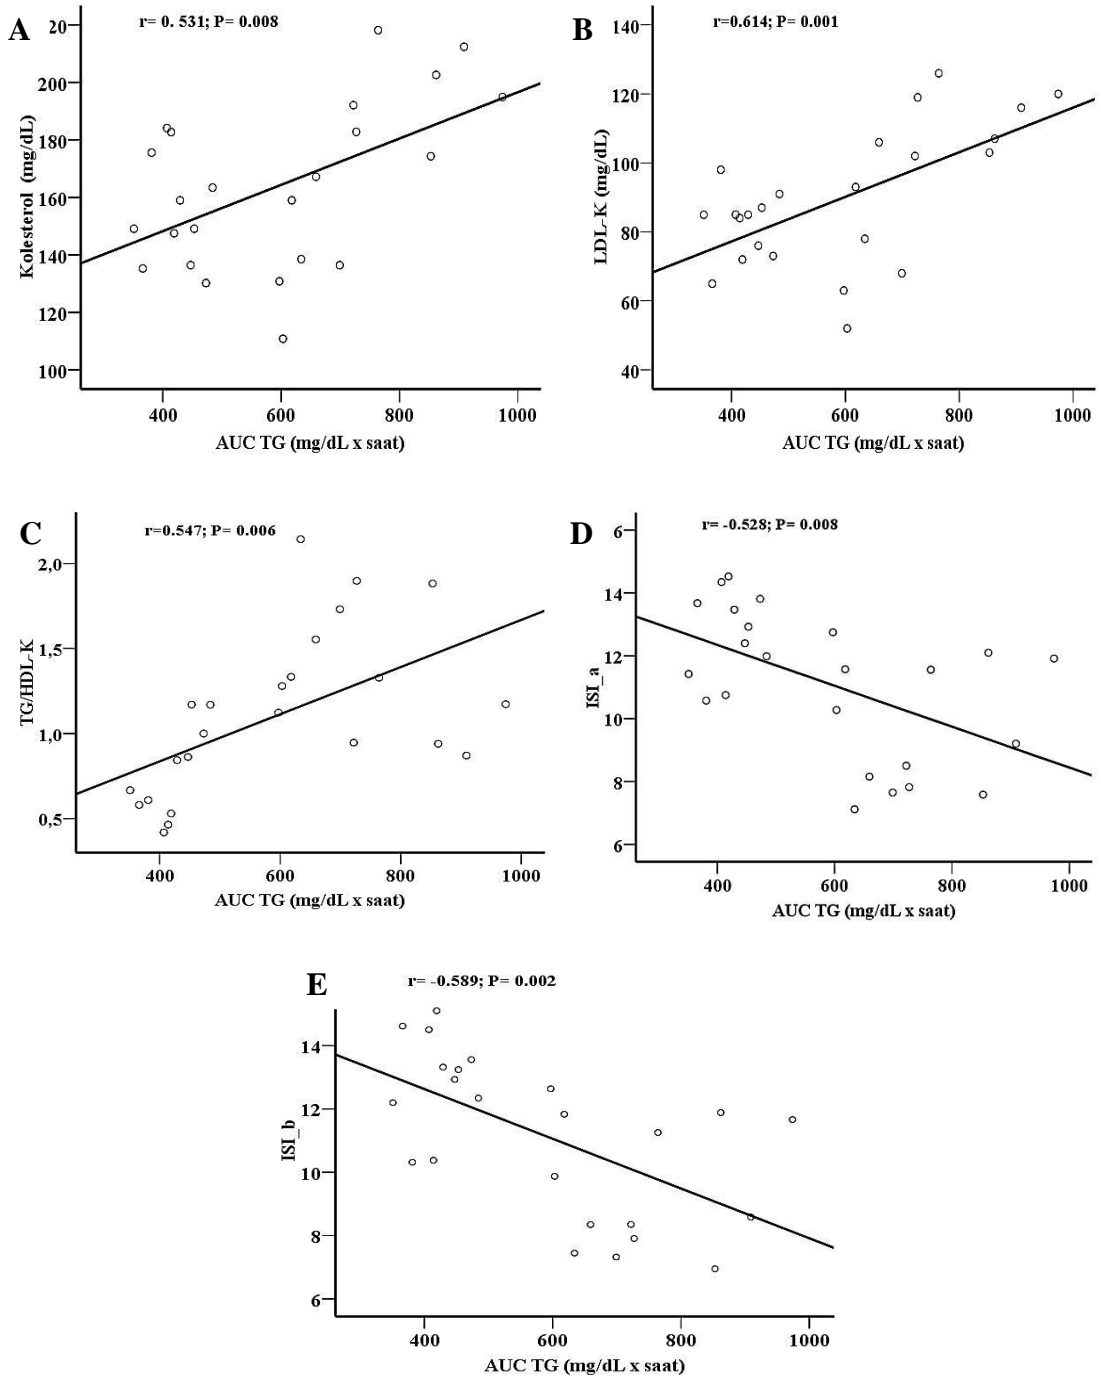 A
r= 0. 531; P= 0.008
20
200
180
160
140
120
100
Kolesterol (mg/dL)
400 600 800 1000
AUC TG (mg/dL x saat)
B
r=0.614; P= 0.001
140
120
100
80
60
40
LDL-K (mg/dL)
400 600 800 1000
AUC TG (mg/dL x saat)
C
r=0.547; P= 0.006
2,0
1,5
1,0
0,5
TG/HDL-K
400 600 800 1000
AUC TG (mg/dL x saat)
D
r= -0.528; P= 0.008
6
14
12
10
8
6
ISI_a
400 600 800 1000
AUC TG (mg/dL x saat)
E
r= -0.589; P= 0.002
14
12
10
8
6
ISI_b
400 600 800 1000
AUC TG (mg/dL x saat)